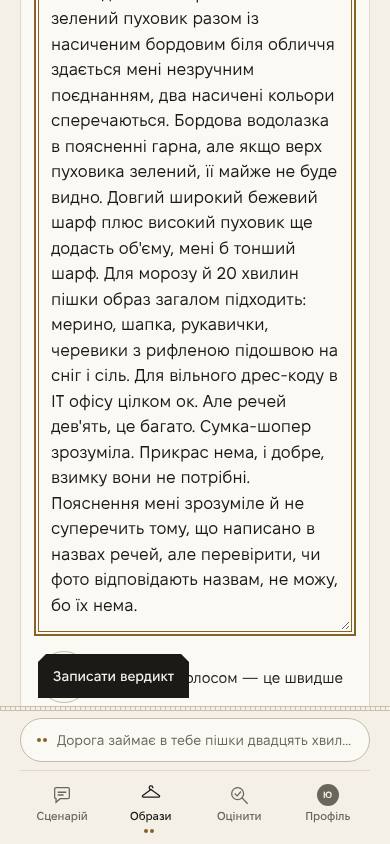 зелений пуховик разом із
насиченим бордовим біля обличчя
здається мені незручним
поєднанням, два насичені кольори
сперечаються. Бордова водолазка
в поясненні гарна, але якщо верх
пуховика зелений, її майже не буде
видно. Довгий широкий бежевий
шарф плюс високий пуховик ще
додасть об'єму, мені б тонший
шарф. Для морозу й 20 хвилин
пішки образ загалом підходить:
мерино, шапка, рукавички,
черевики з рифленою підошвою на
сніг і сіль. Для вільного дрес-коду в
ІТ офісу цілком ок. Але речей
дев'ять, це багато. Сумка-шопер
зрозуміла. Прикрас нема, і добре,
взимку вони не потрібні.
Пояснення мені зрозуміле й не
суперечить тому, що написано в
назвах речей, але перевірити, чи
фото відповідають назвам, не можу,
бо їх нема.
Записати вердикт
олосом — це швидше
Дорога займає в тебе пішки двадцять хвил...
Сценарій
Образи
Оцінити
Ю
Профіль